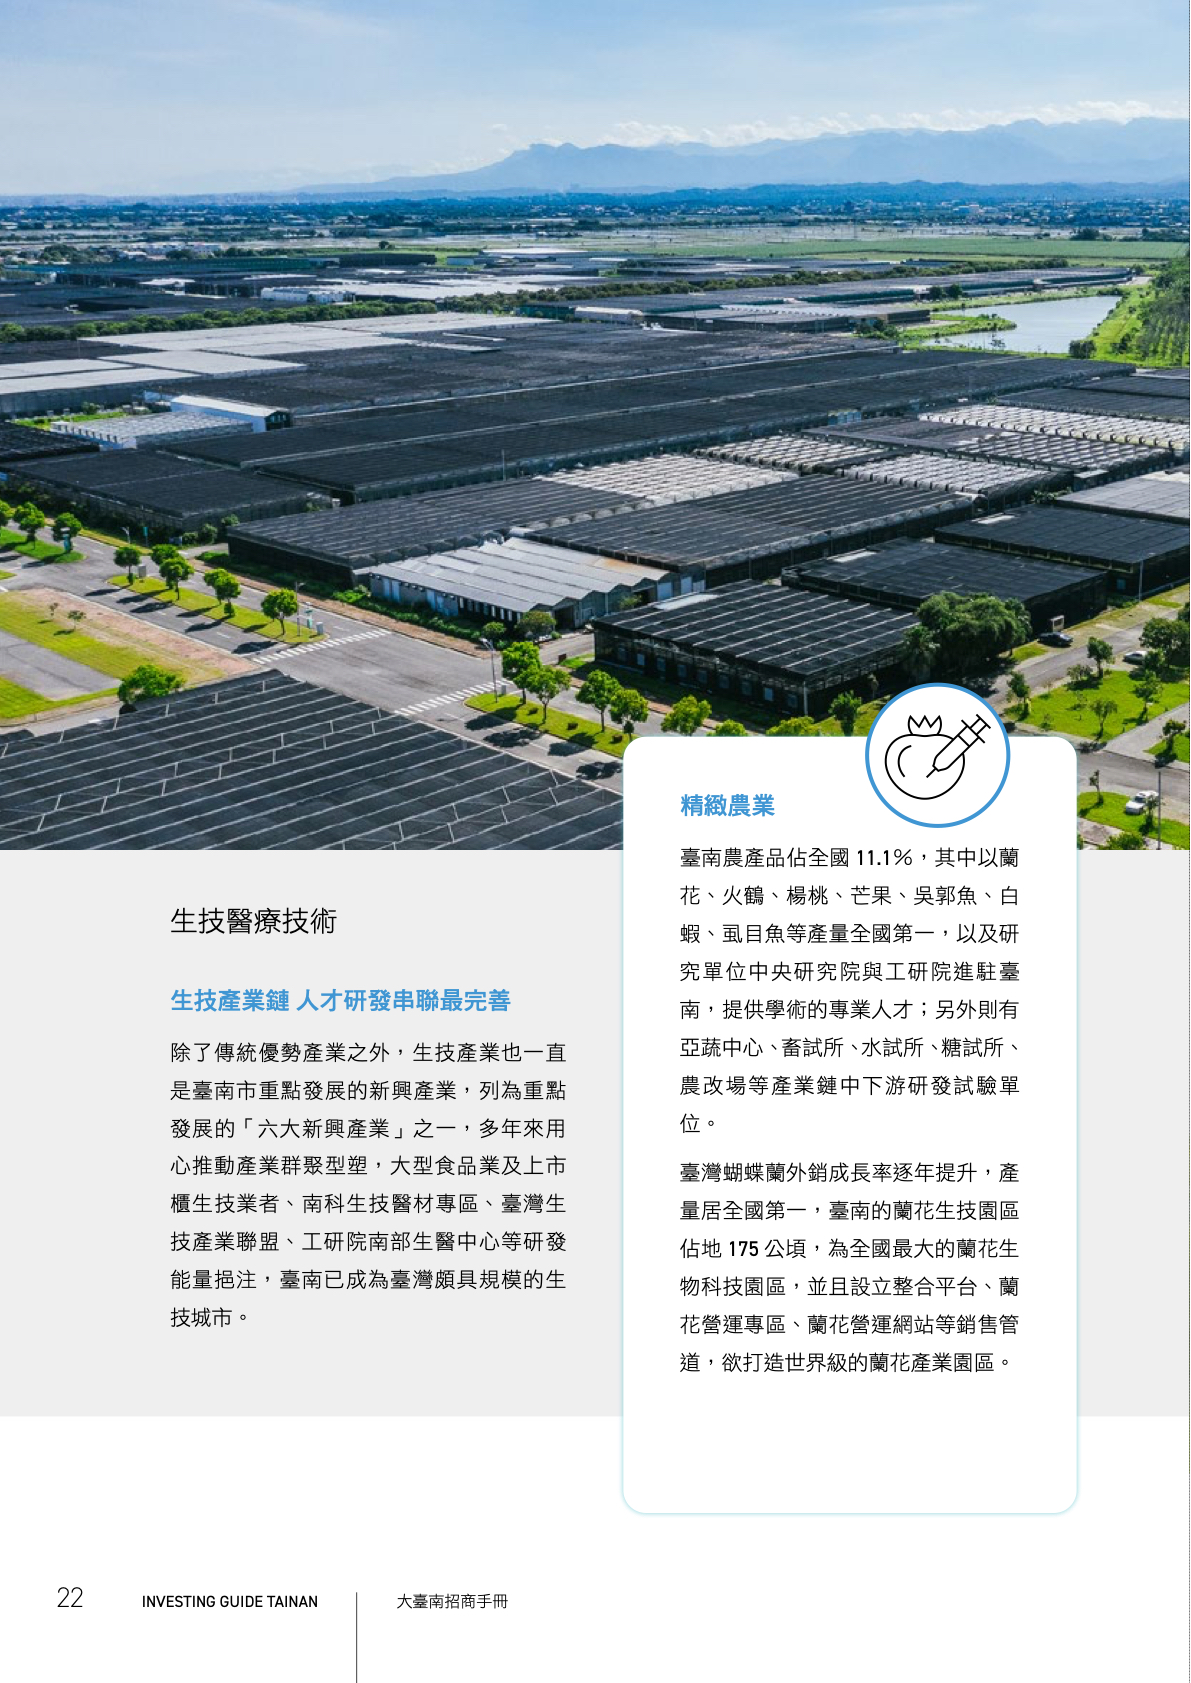 生技醫療技術
生技產業鏈 人才研發串聯最完善
除了傳統優勢產業之外，生技產業也一直
是臺南市重點發展的新興產業，列為重點
發展的「六大新興產業」之一，多年來用
心推動產業群聚型塑，大型食品業及上市
櫃生技業者、南科生技醫材專區、臺灣生
技產業聯盟、工研院南部生醫中心等研發
能量挹注，臺南已成為臺灣頗具規模的生
技城市。
精緻農業
臺南農產品佔全國 11.1%，其中以蘭
花、火鶴、楊桃、芒果、吳郭魚、白
蝦、虱目魚等產量全國第一，以及研
究單位中央研究院與工研院進駐臺
南，提供學術的專業人才；另外則有
亞蔬中心、畜試所、水試所、糖試所、
農改場等產業鏈中下游研發試驗單
位。
臺灣蝴蝶蘭外銷成長率逐年提升，產
量居全國第一，臺南的蘭花生技園區
佔地 175 公頃，為全國最大的蘭花生
物科技園區，並且設立整合平台、蘭
花營運專區、蘭花營運網站等銷售管
道，欲打造世界級的蘭花產業園區。
22 INVESTING GUIDE TAINAN 大臺南招商手冊